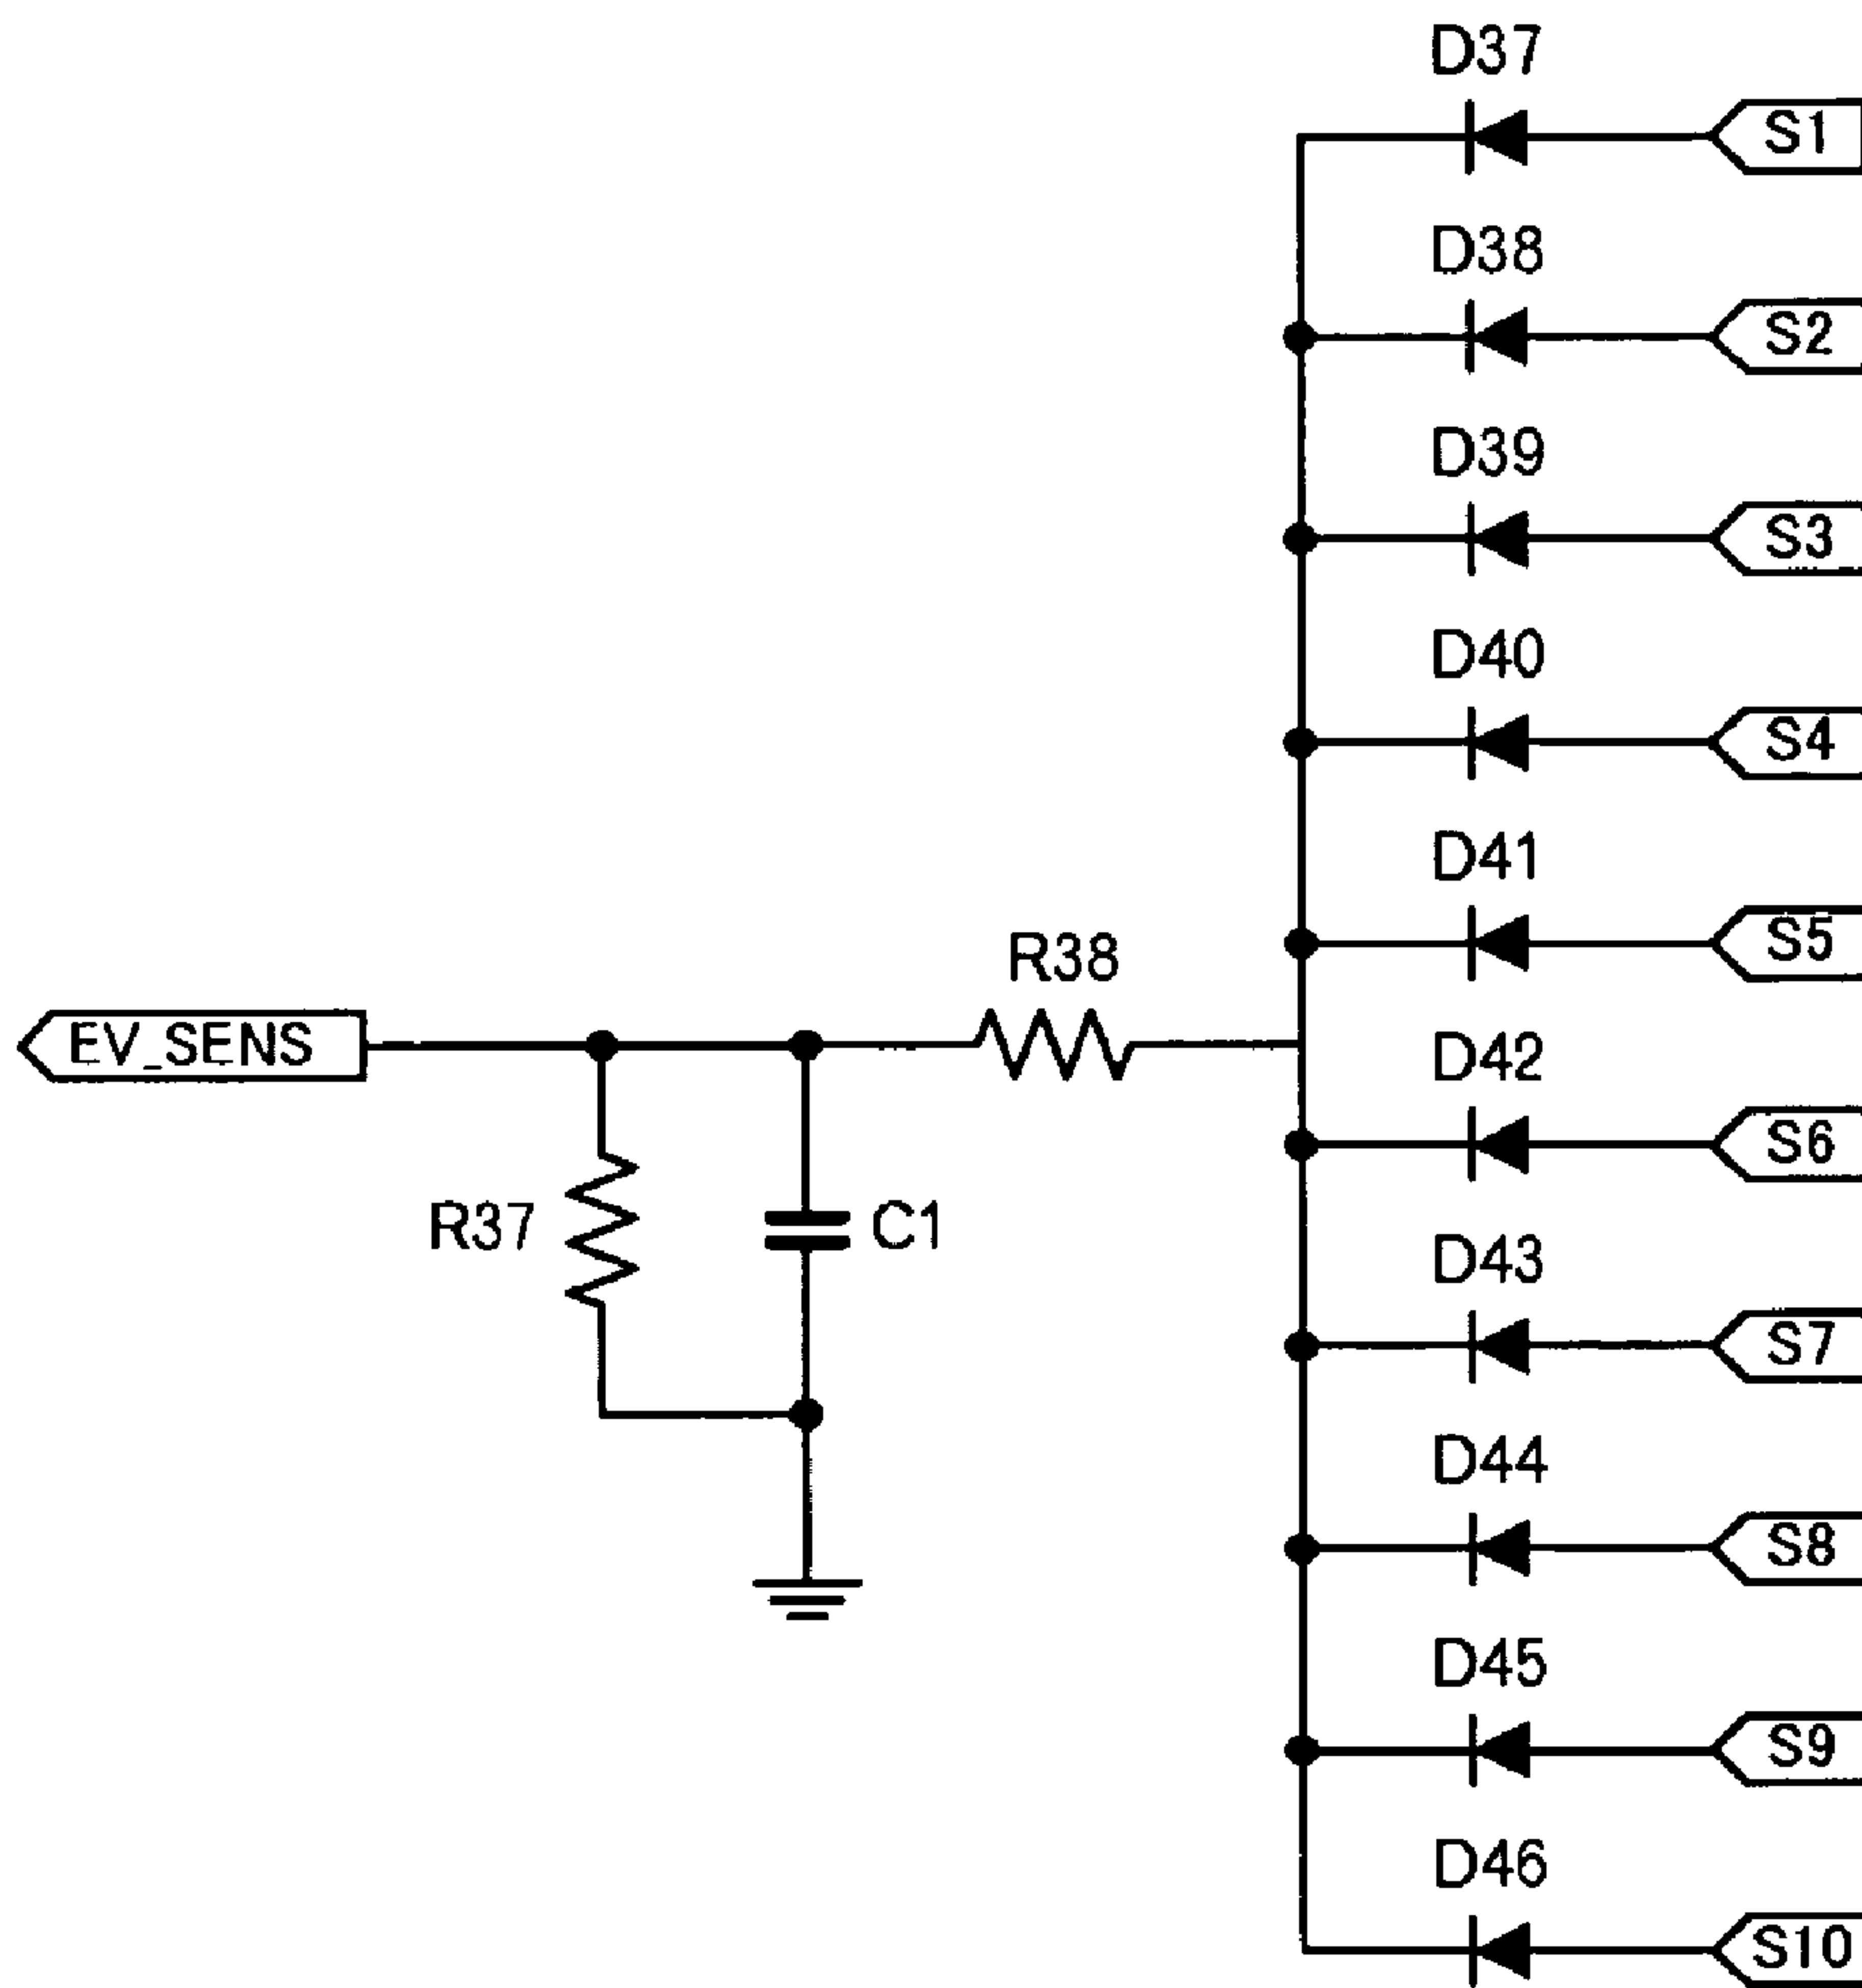 D37
S1
D38
S2
D39
S3
D40
S4
D41
S5
R38
EV_SENS
D42
S6
R37
C1
D43
S7
D44
S8
D45
S9
D46
S10